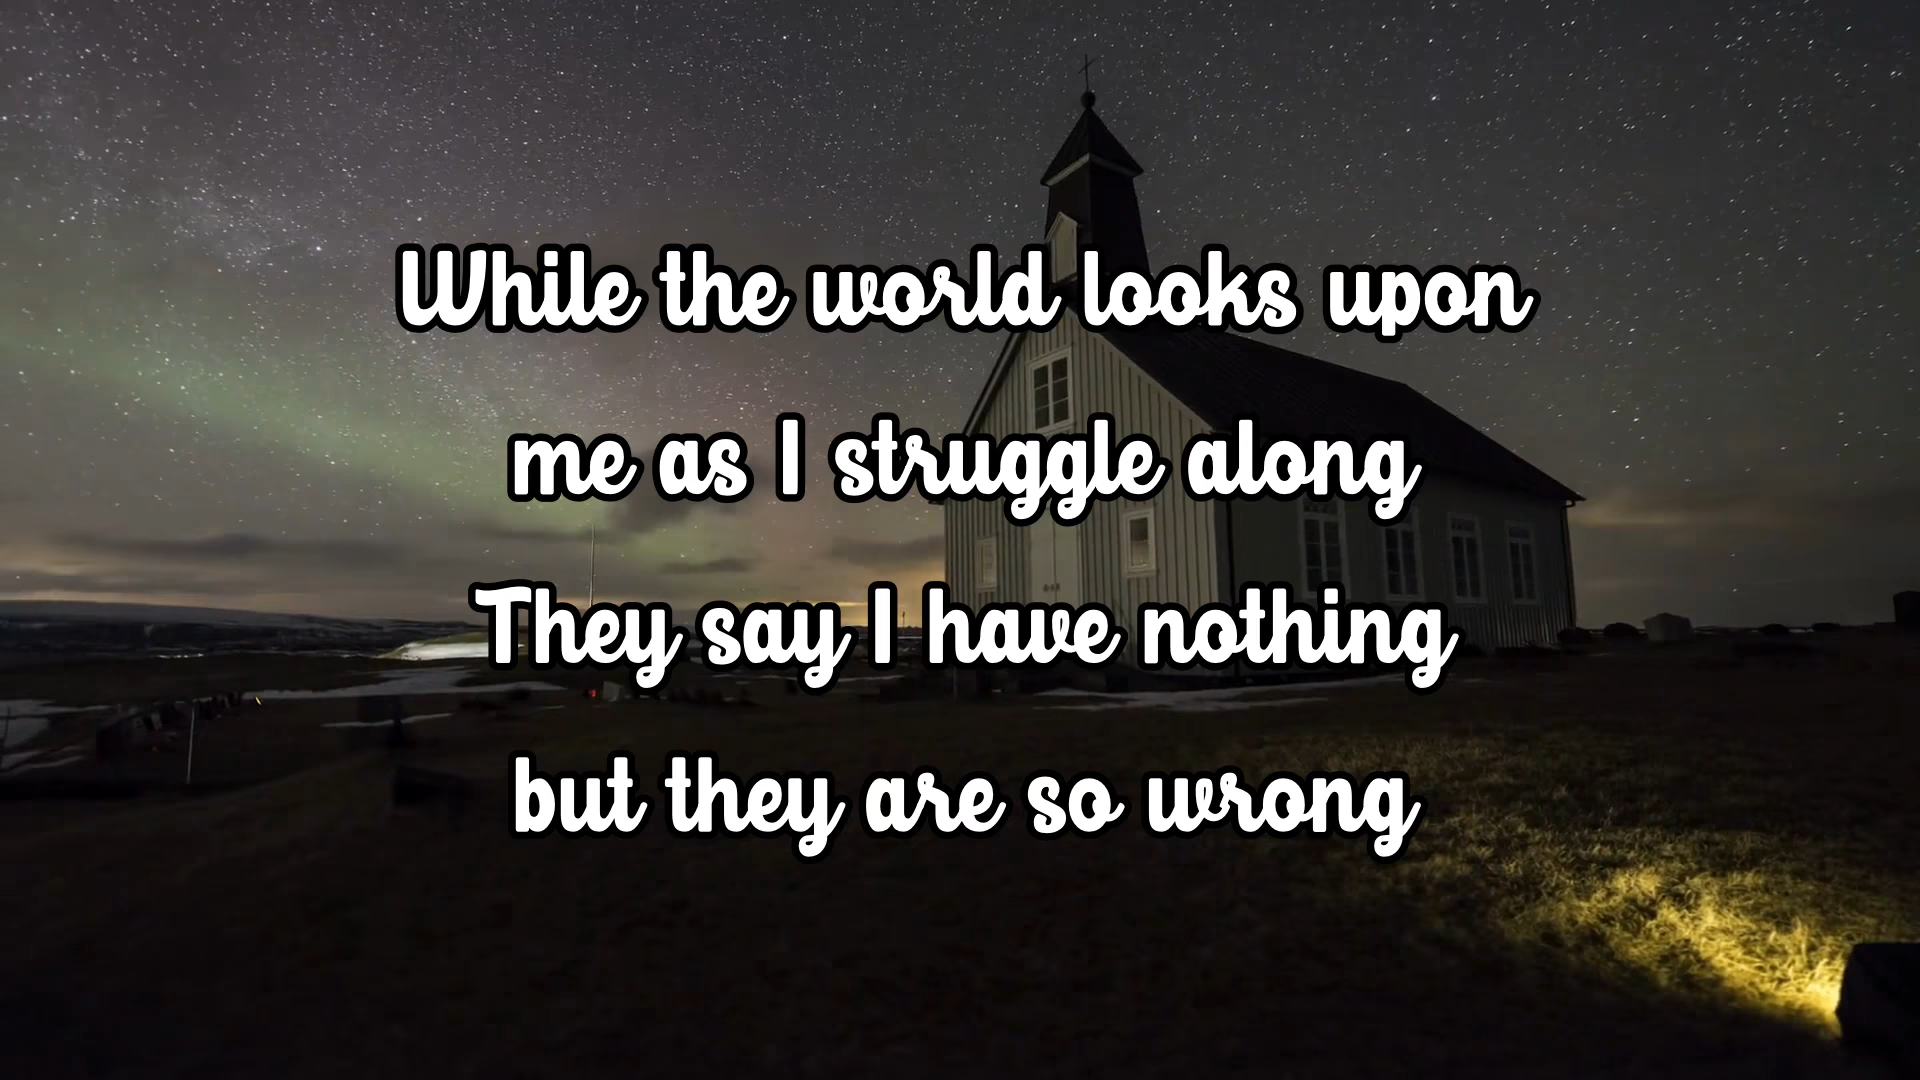 While the world looks upon
me as I struggle along
They say I have nothing
but they are so wrong